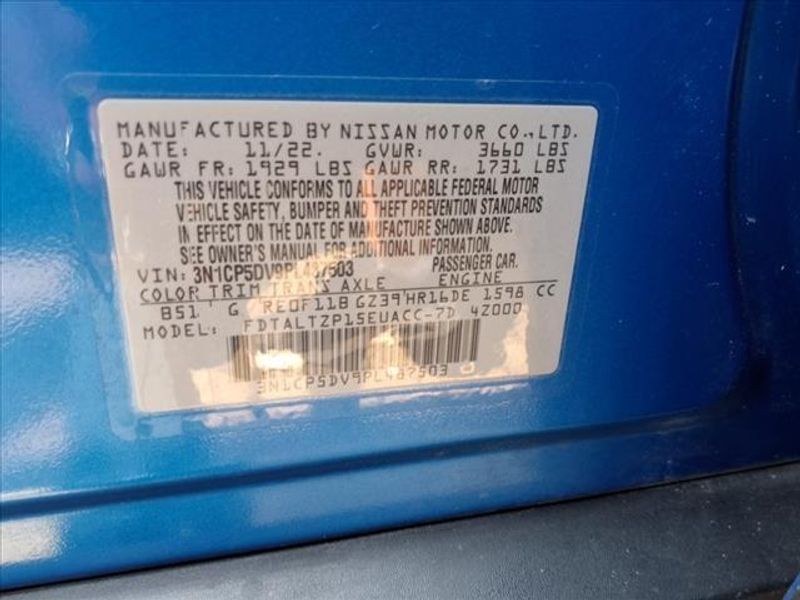 MANUFACTURED BY NISSAN MOTOR CO.,LTD.
DATE: 11/22. GVWR: 3660 LBS
GAWR FR: 1929 LBS GAWR RR: 1731 LBS
THIS VEHICLE CONFORMS TO ALL APPLICABLE FEDERAL MOTOR
VEHICLE SAFETY, BUMPER AND THEFT PREVENTION STANDARDS
IN EFFECT ON THE DATE OF MANUFACTURE SHOWN ABOVE.
SEE OWNER'S MANUAL FOR ADDITIONAL INFORMATION
VIN: 3N1CP5DV9PL487503 PASSENGER CAR.
COLOR TRIM TRANS AXLE ENGINE
B51 G RE0F11B GZ39 HR16DE 1598 CC
MODEL: FDTALTZP15EUACC-7D 4Z000
3N1CP5DV9PL487503